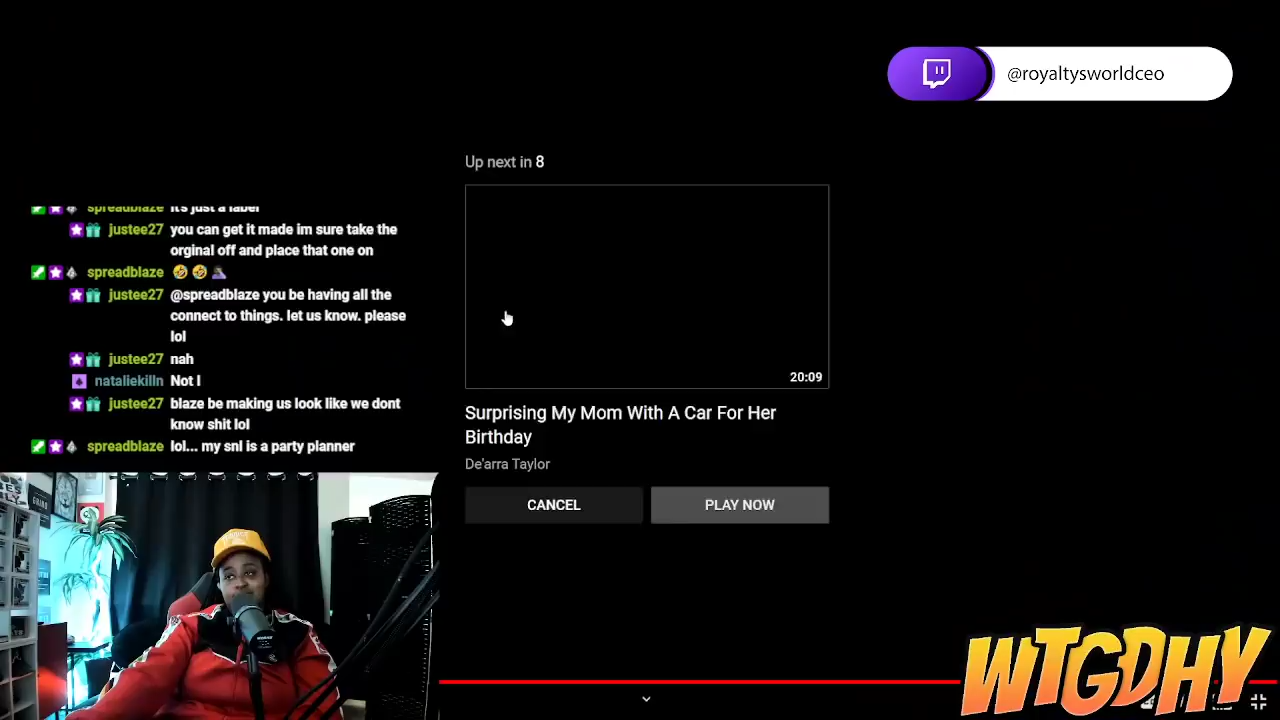 @royaltysworldceo
Up next in 8
20:09
Surprising My Mom With A Car For Her
Birthday
De'arra Taylor
CANCEL
PLAY NOW
spreadblaze it's just a label
justee27 you can get it made im sure take the
orginal off and place that one on
spreadblaze 🤣 🤣
justee27 @spreadblaze you be having all the
connect to things. let us know. please
lol
justee27 nah
nataliekilln Not I
justee27 blaze be making us look like we dont
know shit lol
spreadblaze lol... my snl is a party planner
WTGDHY